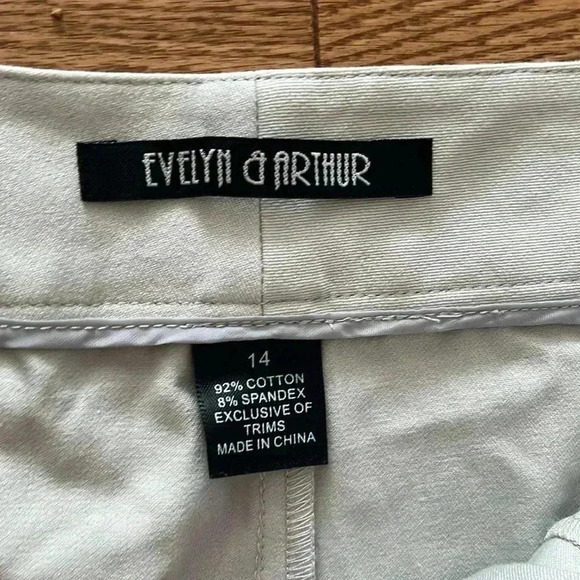 EVELYN & ARTHUR
14
92% COTTON
8% SPANDEX
EXCLUSIVE OF
TRIMS
MADE IN CHINA